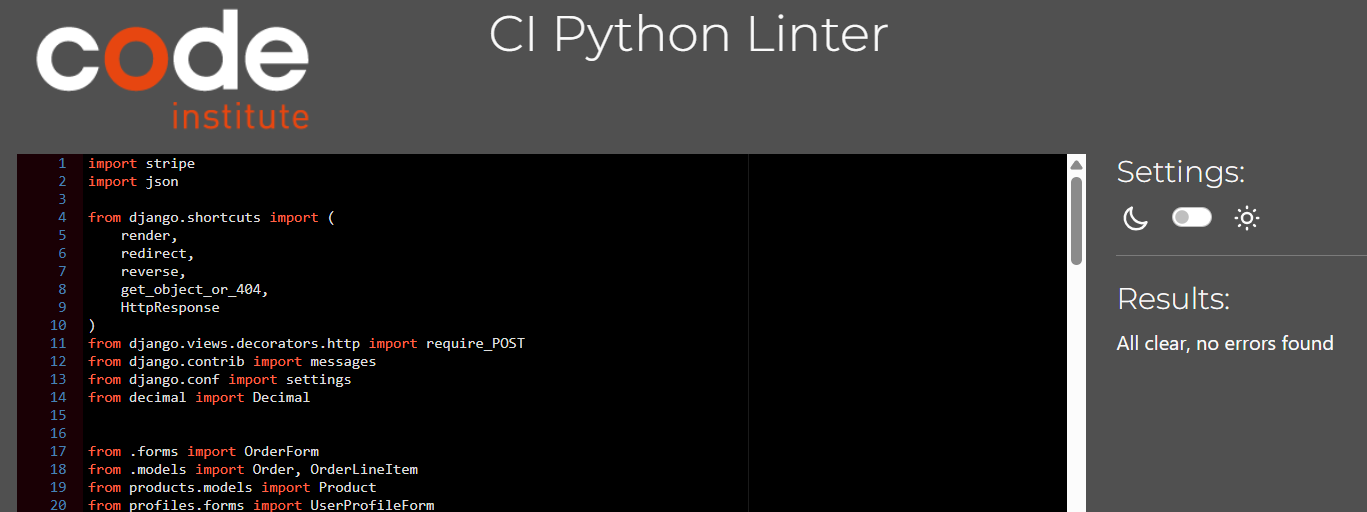 code
institute
CI Python Linter
1 import stripe
2 import json
3
4 from django.shortcuts import (
5     render,
6     redirect,
7     reverse,
8     get_object_or_404,
9     HttpResponse
10 )
11 from django.views.decorators.http import require_POST
12 from django.contrib import messages
13 from django.conf import settings
14 from decimal import Decimal
15
16
17 from .forms import OrderForm
18 from .models import Order, OrderLineItem
19 from products.models import Product
20 from profiles.forms import UserProfileForm
Settings:
Results:
All clear, no errors found